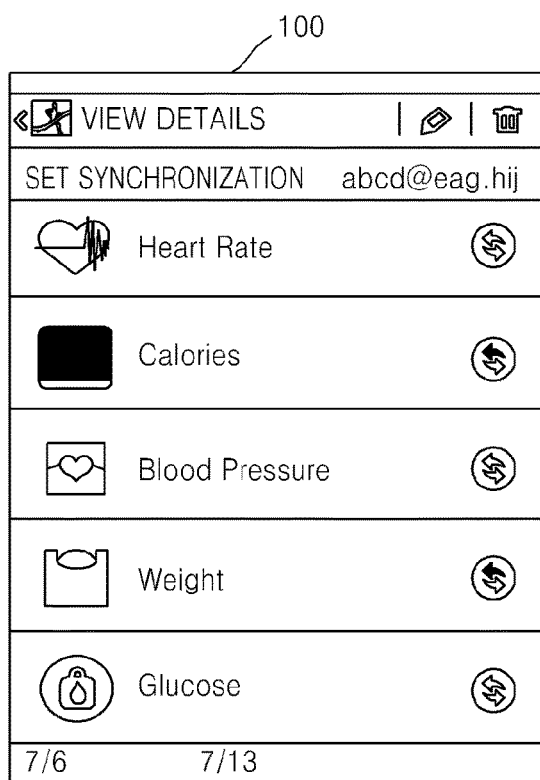 100
VIEW DETAILS
SET SYNCHRONIZATION abcd@eag.hij
Heart Rate
Calories
Blood Pressure
Weight
Glucose
7/6 7/13